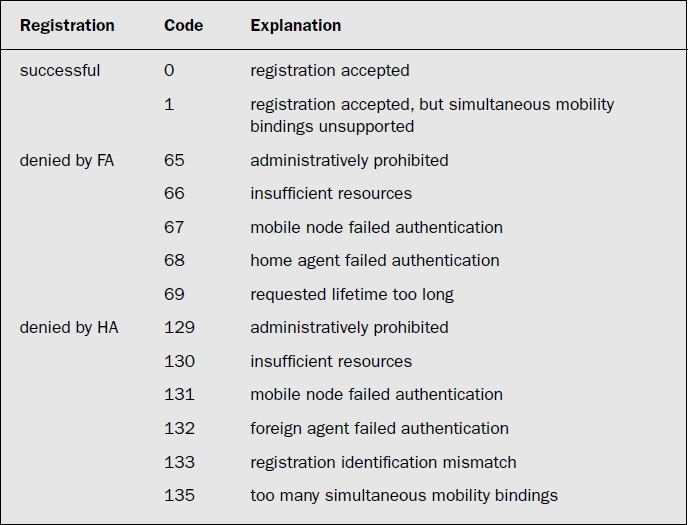 Registration Code Explanation
successful 0 registration accepted
1 registration accepted, but simultaneous mobility
bindings unsupported
denied by FA 65 administratively prohibited
66 insufficient resources
67 mobile node failed authentication
68 home agent failed authentication
69 requested lifetime too long
denied by HA 129 administratively prohibited
130 insufficient resources
131 mobile node failed authentication
132 foreign agent failed authentication
133 registration identification mismatch
135 too many simultaneous mobility bindings